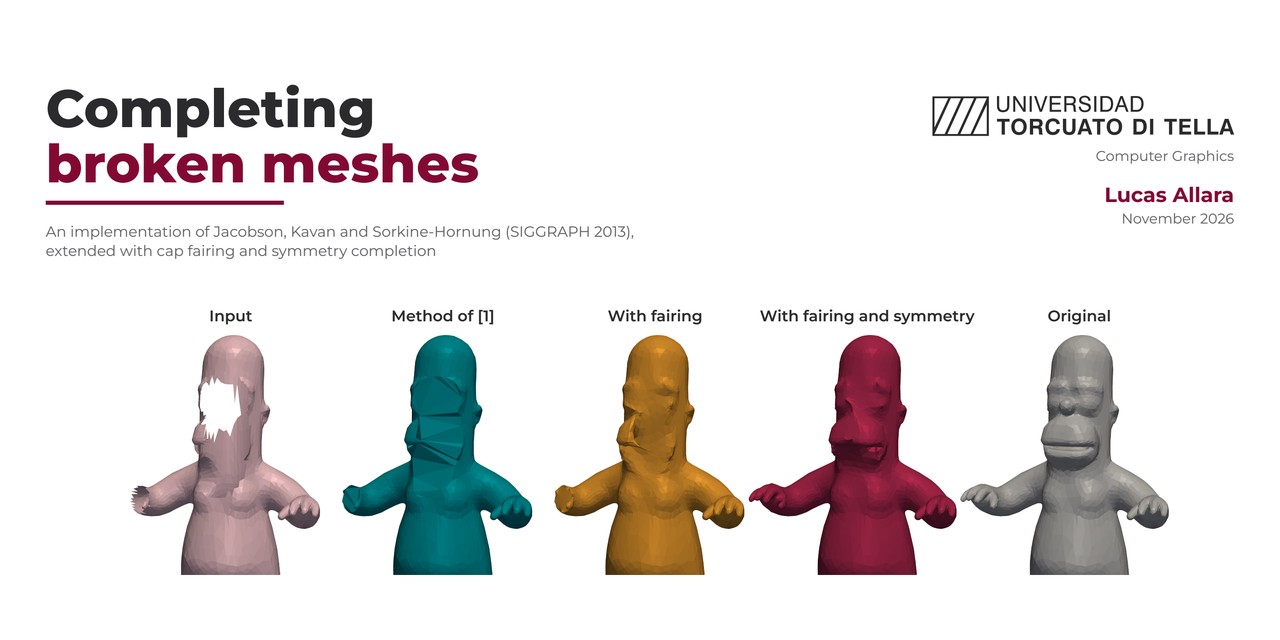 Completing
broken meshes
An implementation of Jacobson, Kavan and Sorkine-Hornung (SIGGRAPH 2013),
extended with cap fairing and symmetry completion
UNIVERSIDAD
TORCUATO DI TELLA
Computer Graphics
Lucas Allara
November 2026
Input
Method of [1]
With fairing
With fairing and symmetry
Original